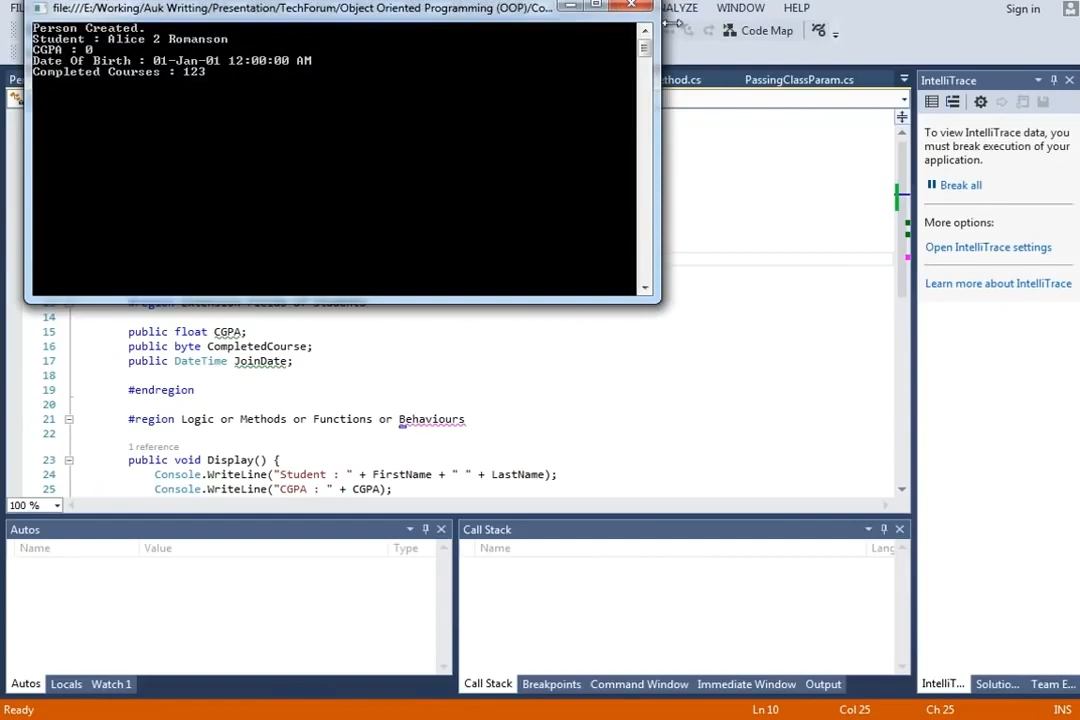 file:///E:/Working/Auk Writting/Presentation/TechForum/Object Oriented Programming (OOP)/Co...
ALYZE WINDOW HELP
Sign in
Person Created.
Student : Alice 2 Romanson
CGPA : 0
Date Of Birth : 01-Jan-01 12:00:00 AM
Completed Courses : 123
Code Map
thod.cs
PassingClassParam.cs
IntelliTrace
To view IntelliTrace data, you
must break execution of your
application.
Break all
More options:
Open IntelliTrace settings
Learn more about IntelliTrace
14
15 public float CGPA;
16 public byte CompletedCourse;
17 public DateTime JoinDate;
18
19 #endregion
20
21 #region Logic or Methods or Functions or Behaviours
22
1 reference
23 public void Display() {
24 Console.WriteLine("Student : " + FirstName + " " + LastName);
25 Console.WriteLine("CGPA : " + CGPA);
100 %
Autos
Name Value Type
Call Stack
Name Lang
Autos Locals Watch 1
Call Stack Breakpoints Command Window Immediate Window Output
IntelliT... Solutio... Team E...
Ready
Ln 10 Col 25 Ch 25 INS